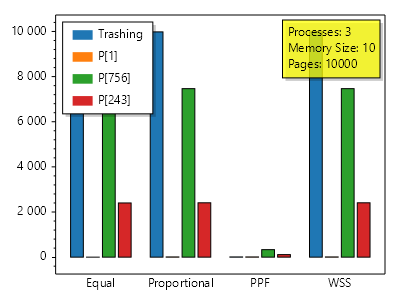 10 000
8 000
6 000
4 000
2 000
0
Trashing
P[1]
P[756]
P[243]
Processes: 3
Memory Size: 10
Pages: 10000
Equal
Proportional
PPF
WSS